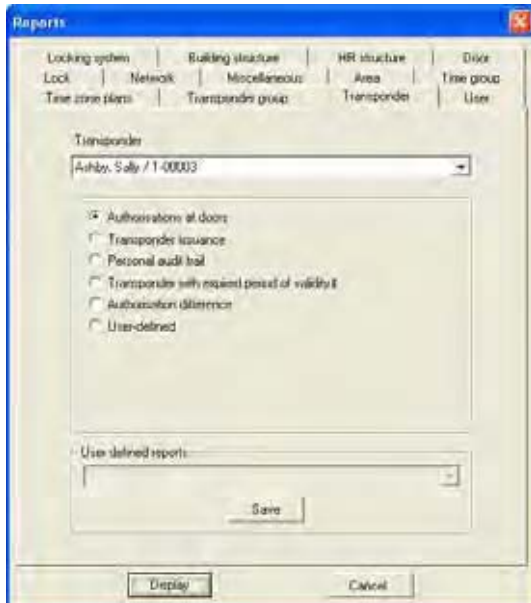 Reports
Locking system Building structure HR structure Door
Lock Network Miscellaneous Area Time group
Time zone plans Transponder group Transponder User
Transponder
Ashby, Sally / 1-00003
Authorisations at doors
Transponder issuance
Personal audit trail
Transponder with expired period of validity
Authorisation difference
User-defined
User defined reports
Save
Display Cancel